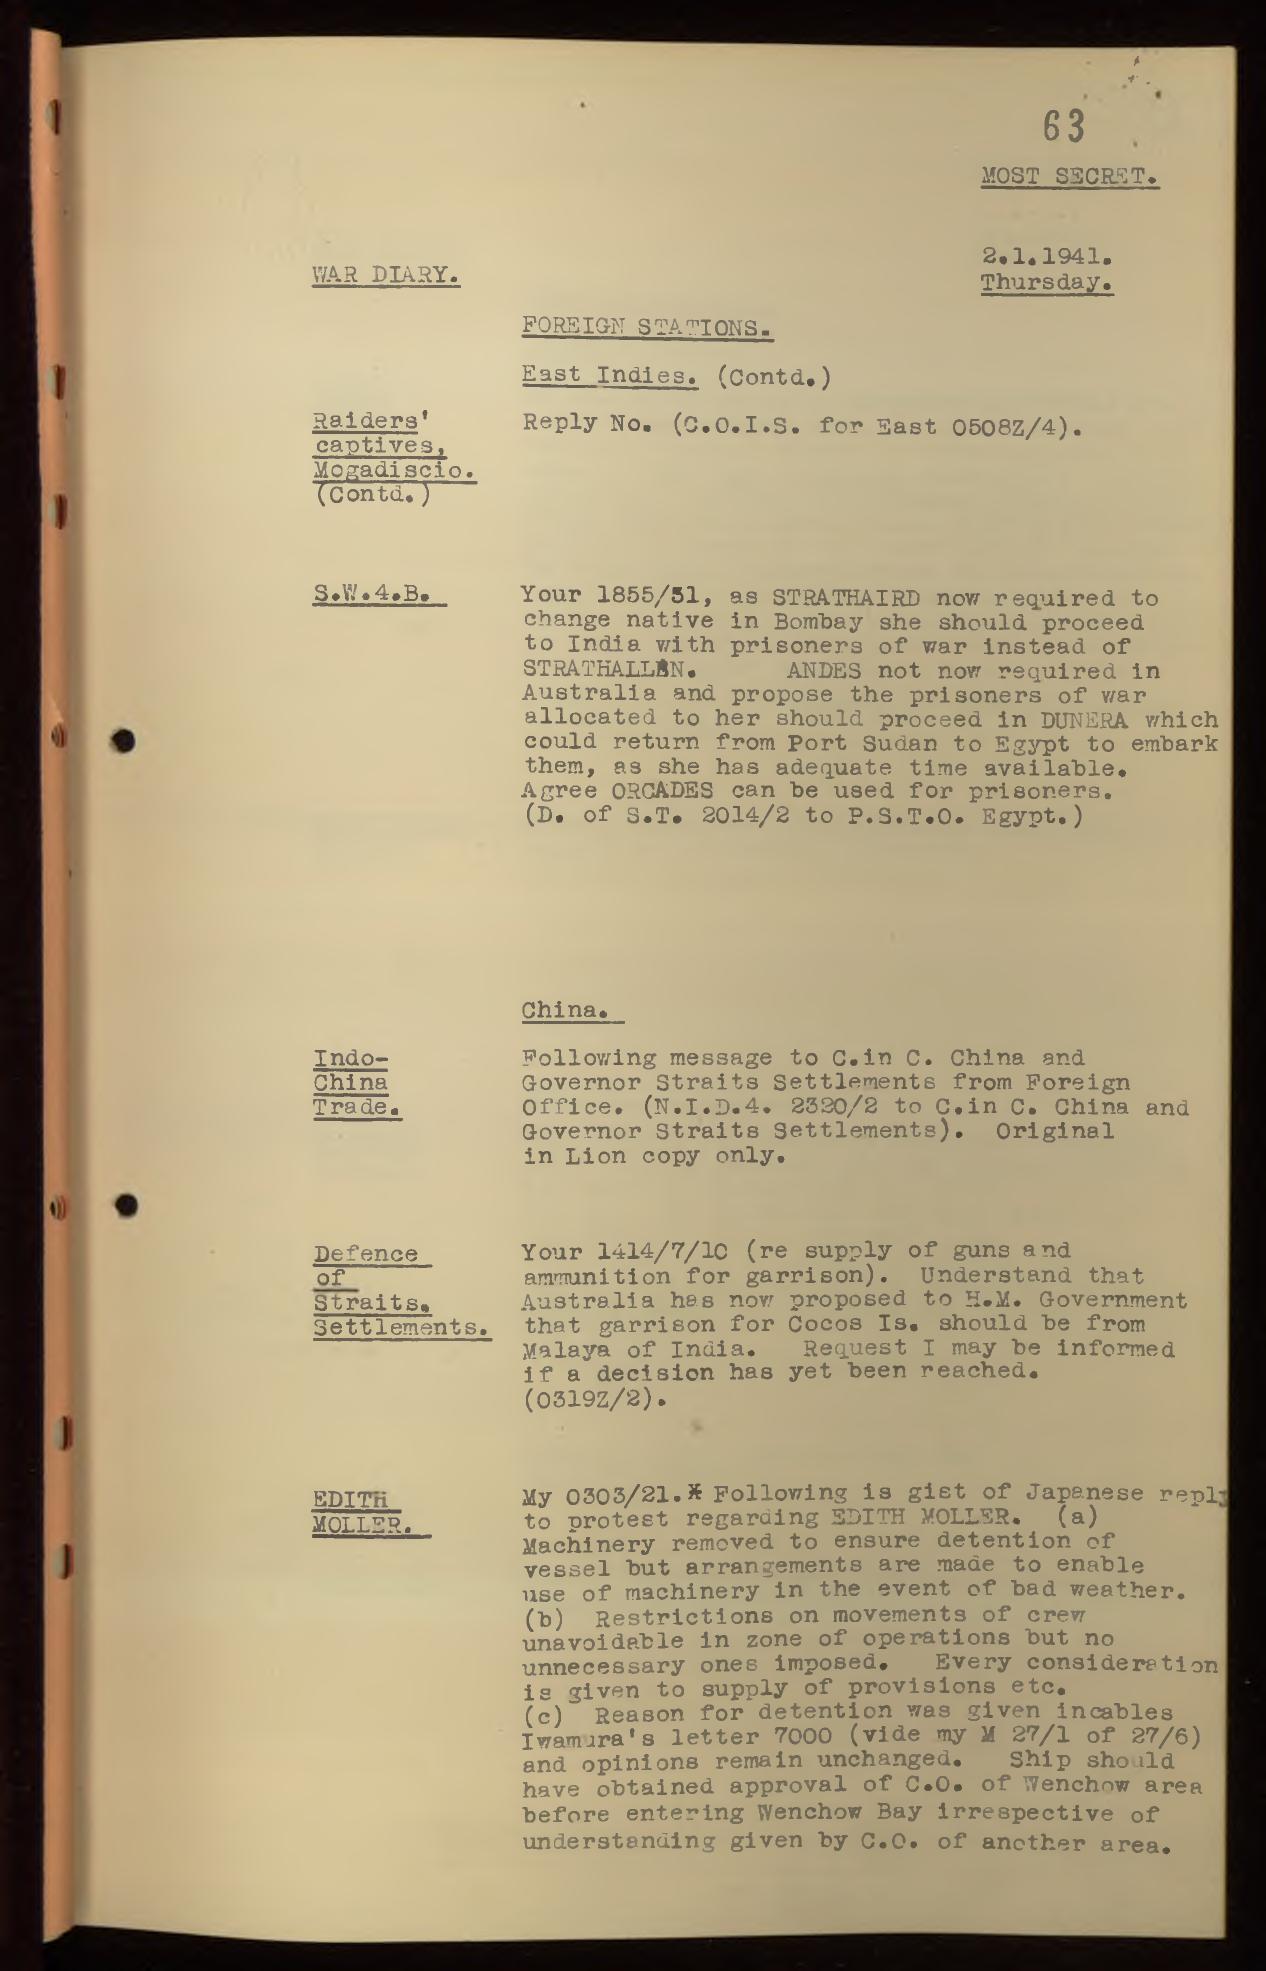 63
MOST SECRET.
2.1.1941.
WAR DIARY.
Thursday.
FOREIGN STATIONS.
East Indies. (Contd.)
Raiders'
captives,
Mogadiscio.
(Contd.)
Reply No. (C.O.I.S. for East 0508Z/4).
S.W.4.B.
Your 1855/31, as STRATHAIRD now required to
change native in Bombay she should proceed
to India with prisoners of war instead of
STRATHALLAN. ANDES not now required in
Australia and propose the prisoners of war
allocated to her should proceed in DUNERA which
could return from Port Sudan to Egypt to embark
them, as she has adequate time available.
Agree ORCADES can be used for prisoners.
(D. of S.T. 2014/2 to P.S.T.O. Egypt.)
China.
Indo-
China
Trade.
Following message to C.in C. China and
Governor Straits Settlements from Foreign
Office. (N.I.D.4. 2320/2 to C.in C. China and
Governor Straits Settlements). Original
in Lion copy only.
Defence
of
Straits.
Settlements.
Your 1414/7/10 (re supply of guns and
ammunition for garrison). Understand that
Australia has now proposed to H.M. Government
that garrison for Cocos Is. should be from
Malaya of India. Request I may be informed
if a decision has yet been reached.
(0319Z/2).
EDITH
MOLLER.
My 0303/21.* Following is gist of Japanese reply
to protest regarding EDITH MOLLER. (a)
Machinery removed to ensure detention of
vessel but arrangements are made to enable
use of machinery in the event of bad weather.
(b) Restrictions on movements of crew
unavoidable in zone of operations but no
unnecessary ones imposed. Every consideration
is given to supply of provisions etc.
(c) Reason for detention was given incables
Iwamura's letter 7000 (vide my M 27/1 of 27/6)
and opinions remain unchanged. Ship should
have obtained approval of C.O. of Wenchow area
before entering Wenchow Bay irrespective of
understanding given by C.O. of another area.